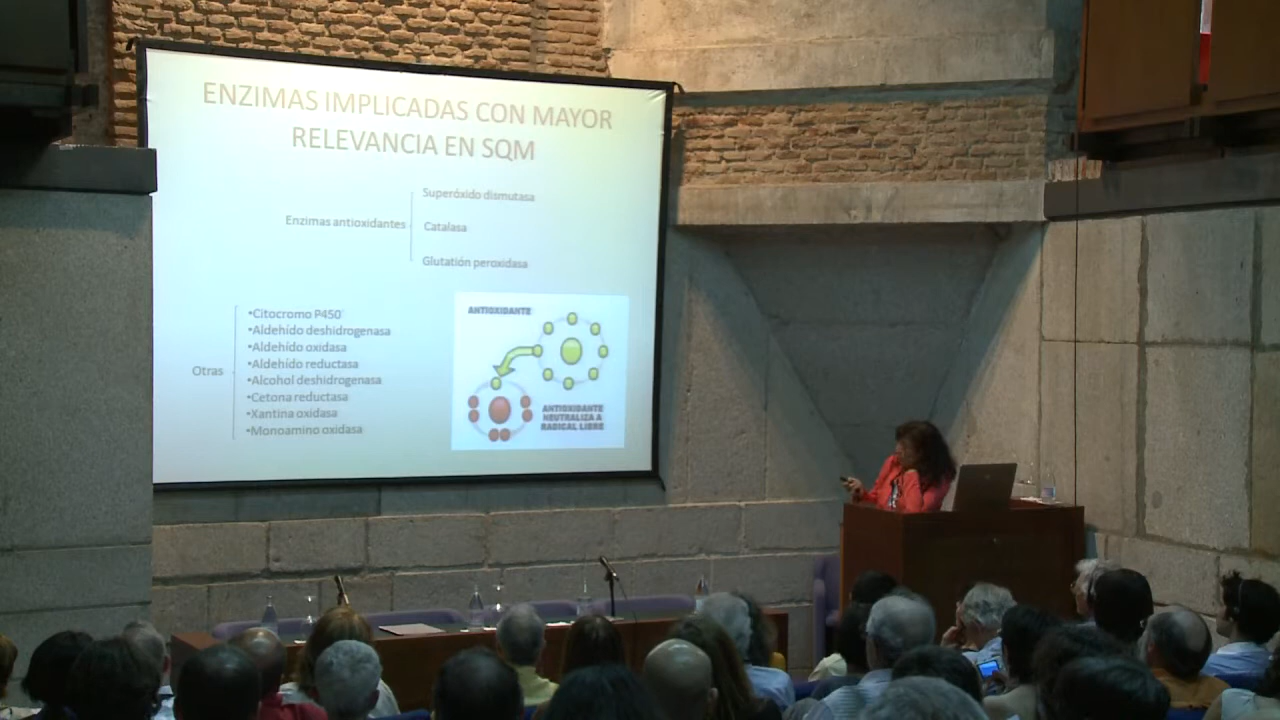 ENZIMAS IMPLICADAS CON MAYOR
RELEVANCIA EN SQM
Superóxido dismutasa
Enzimas antioxidantes
Catalasa
Glutatión peroxidasa
Otras
•Citocromo P450
•Aldehído deshidrogenasa
•Aldehído oxidasa
•Aldehído reductasa
•Alcohol deshidrogenasa
•Cetona reductasa
•Xantina oxidasa
•Monoamino oxidasa
ANTIOXIDANTE
ANTIOXIDANTE
NEUTRALIZA A
RADICAL LIBRE